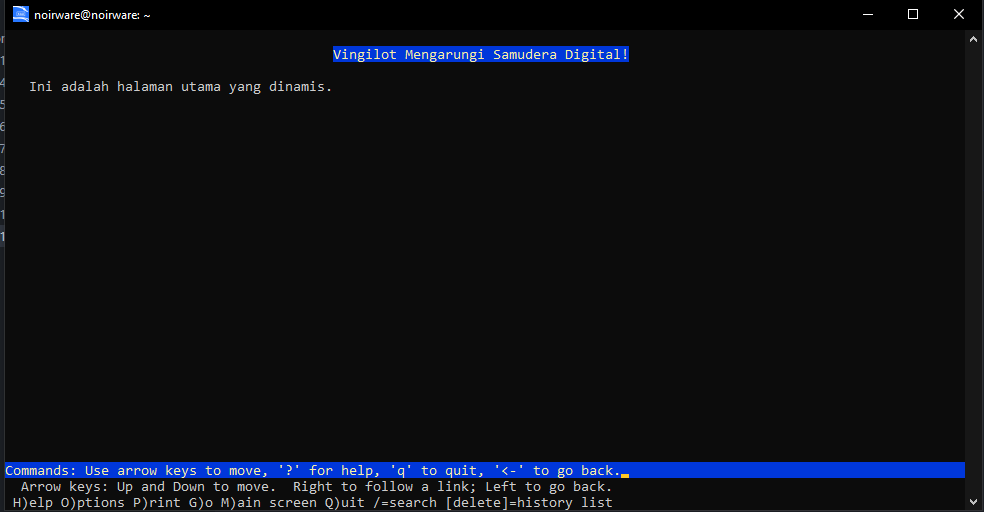 noirware@noirware: ~
Vingilot Mengarungi Samudera Digital!
Ini adalah halaman utama yang dinamis.
Commands: Use arrow keys to move, '?' for help, 'q' to quit, '<-' to go back.
Arrow keys: Up and Down to move.  Right to follow a link; Left to go back.
H)elp O)ptions P)rint G)o M)ain screen Q)uit /=search [delete]=history list